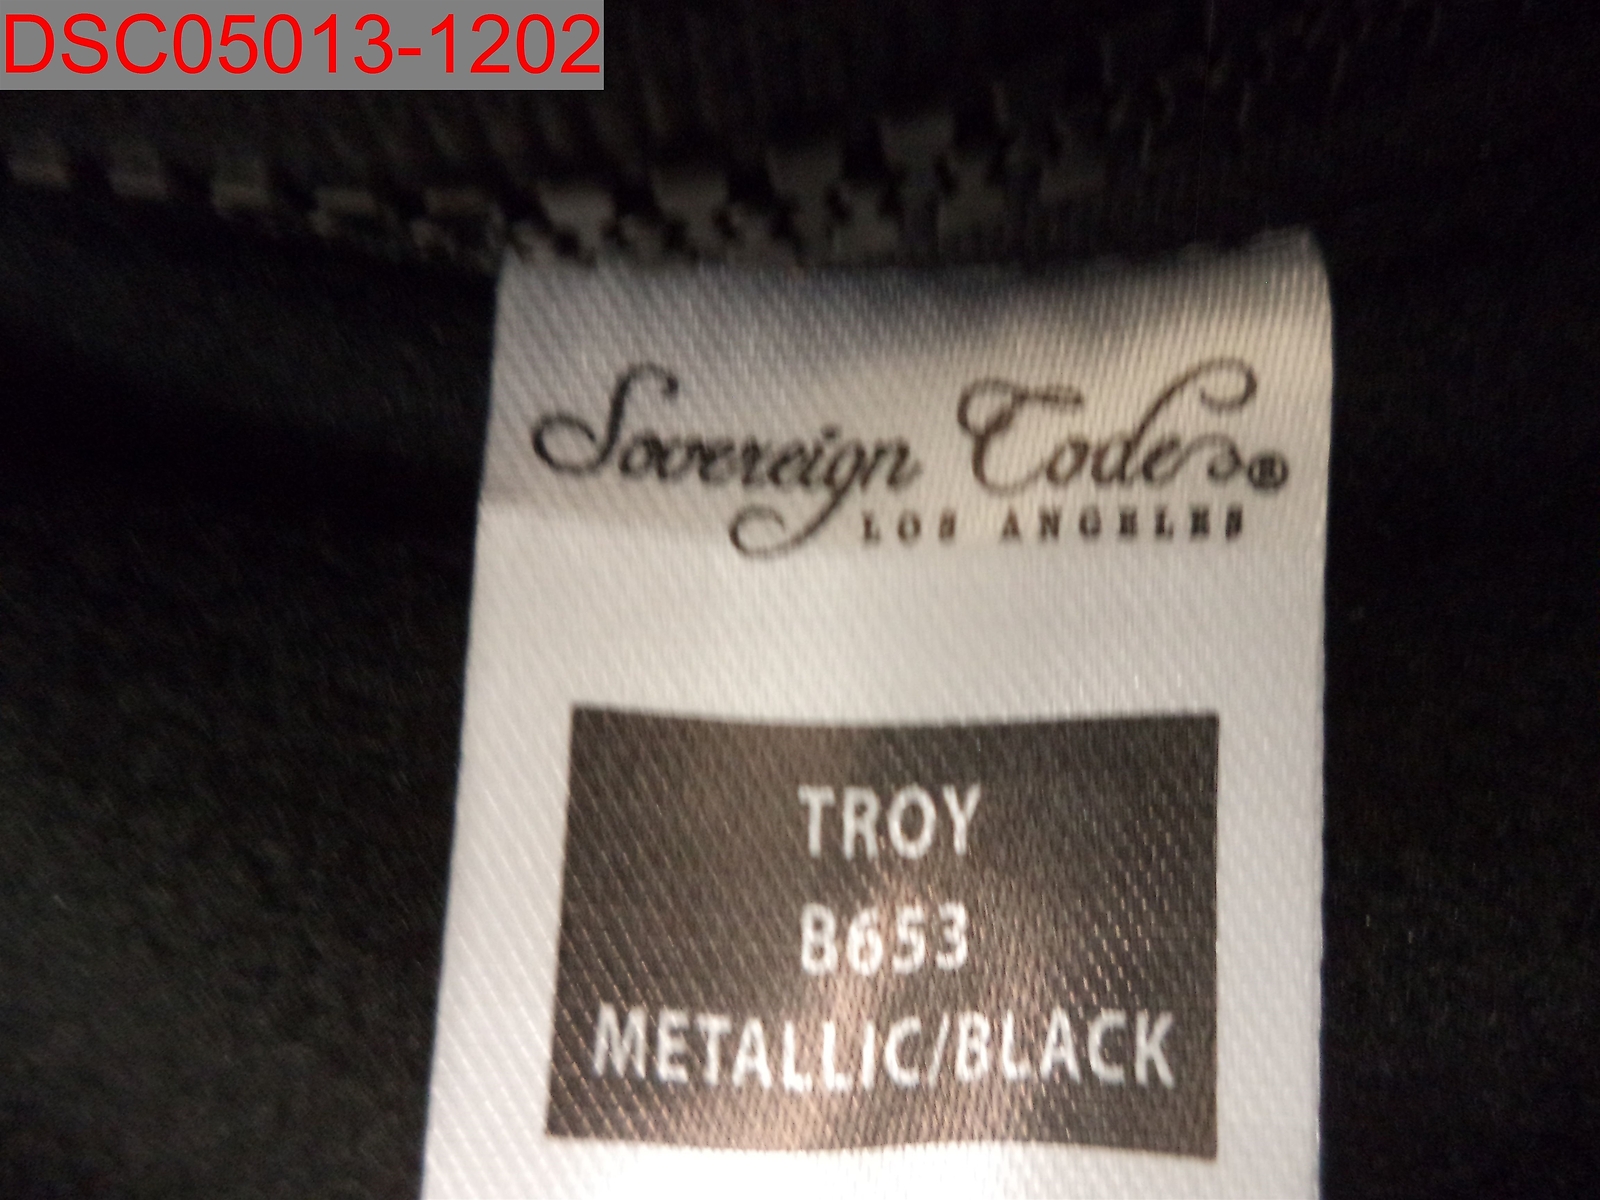 DSC05013-1202
Sovereign Code®
LOS ANGELES
TROY
B653
METALLIC/BLACK